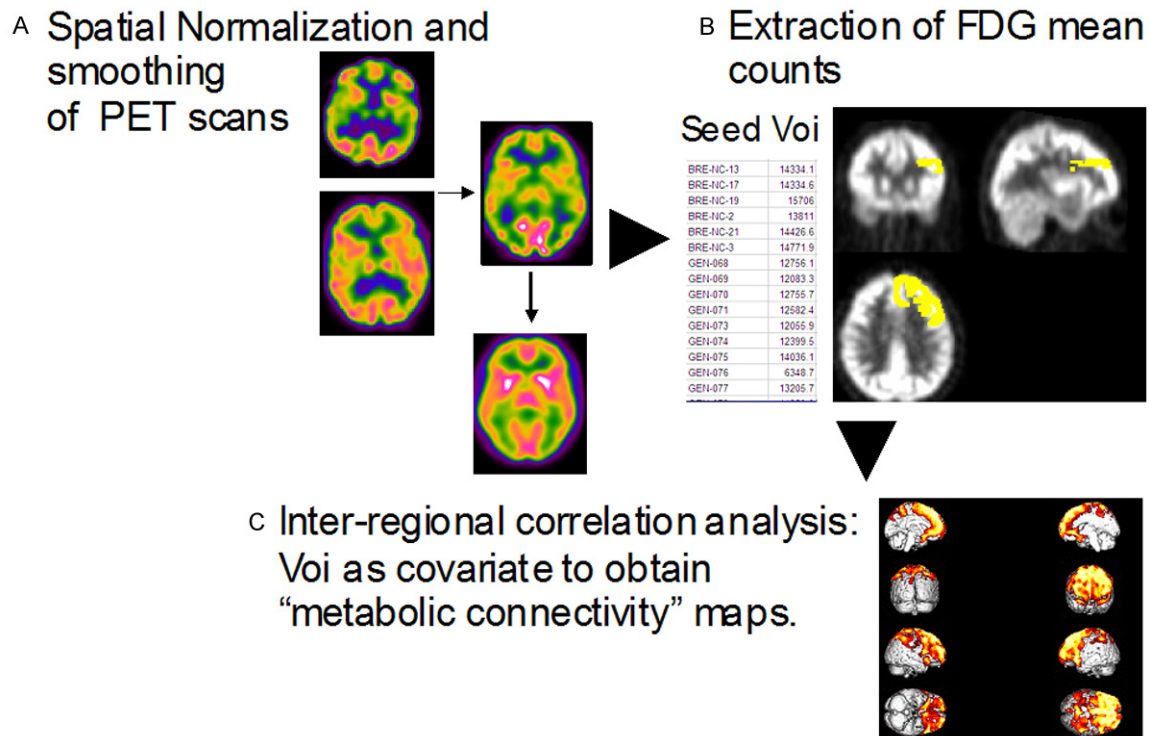 A Spatial Normalization and
smoothing
of PET scans
B Extraction of FDG mean
counts
Seed Voi
BRE-NC-13 14334.1
BRE-NC-17 14334.6
BRE-NC-19 15706
BRE-NC-2 13811
BRE-NC-21 14426.6
BRE-NC-3 14771.9
GEN-068 12756.1
GEN-069 12083.3
GEN-070 12755.7
GEN-071 12582.4
GEN-073 12055.9
GEN-074 12399.5
GEN-075 14036.1
GEN-076 6348.7
GEN-077 13205.7
C Inter-regional correlation analysis:
Voi as covariate to obtain
“metabolic connectivity” maps.